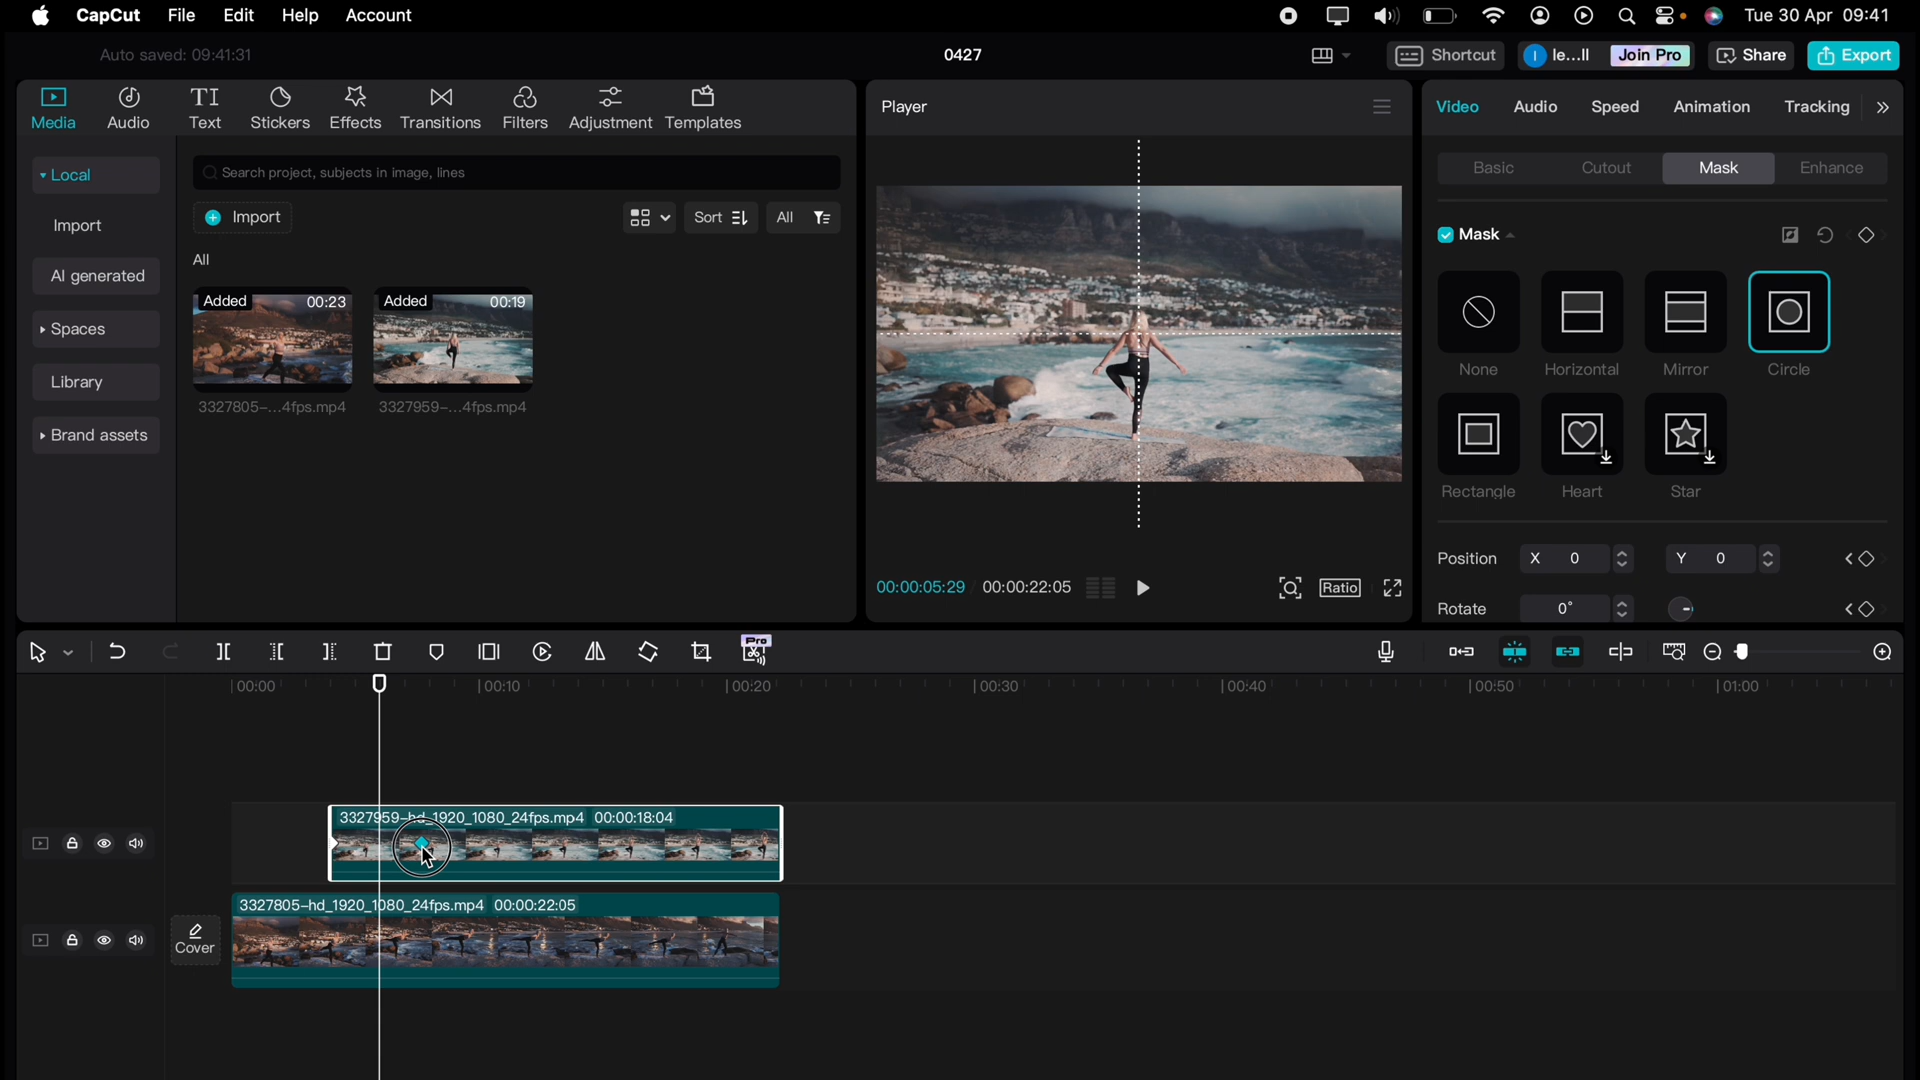 CapCut File Edit Help Account Tue 30 Apr 09:41
Auto saved: 09:41:31 0427 Shortcut I le...ll Join Pro Share Export
Media Audio Text Stickers Effects Transitions Filters Adjustment Templates
Local
Import
AI generated
Spaces
Library
Brand assets
Search project, subjects in image, lines
Import Sort All
All
Added 00:23 Added 00:19
3327805-...4fps.mp4 3327959-...4fps.mp4
Player
00:00:05:29 / 00:00:22:05 Ratio
Video Audio Speed Animation Tracking
Basic Cutout Mask Enhance
Mask
None Horizontal Mirror Circle
Rectangle Heart Star
Position X 0 Y 0
Rotate 0°
Pro
00:00 00:10 00:20 00:30 00:40 00:50 01:00
3327959-hd_1920_1080_24fps.mp4 00:00:18:04
Cover
3327805-hd_1920_1080_24fps.mp4 00:00:22:05